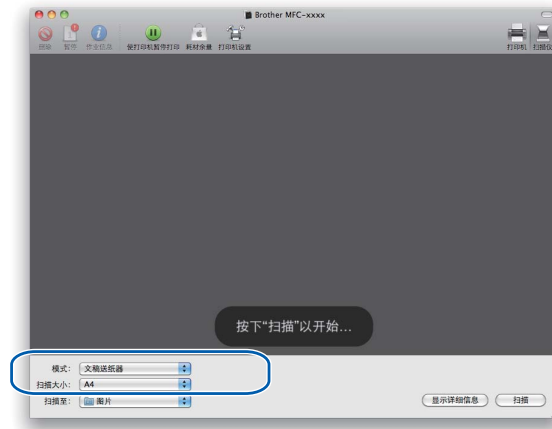 Brother MFC-xxxx
删除 暂停 作业信息 使打印机暂停打印 耗材余量 打印机设置 打印机 扫描仪
按下“扫描”以开始...
模式： 文稿送纸器
扫描大小： A4
扫描至： 图片 显示详细信息 扫描